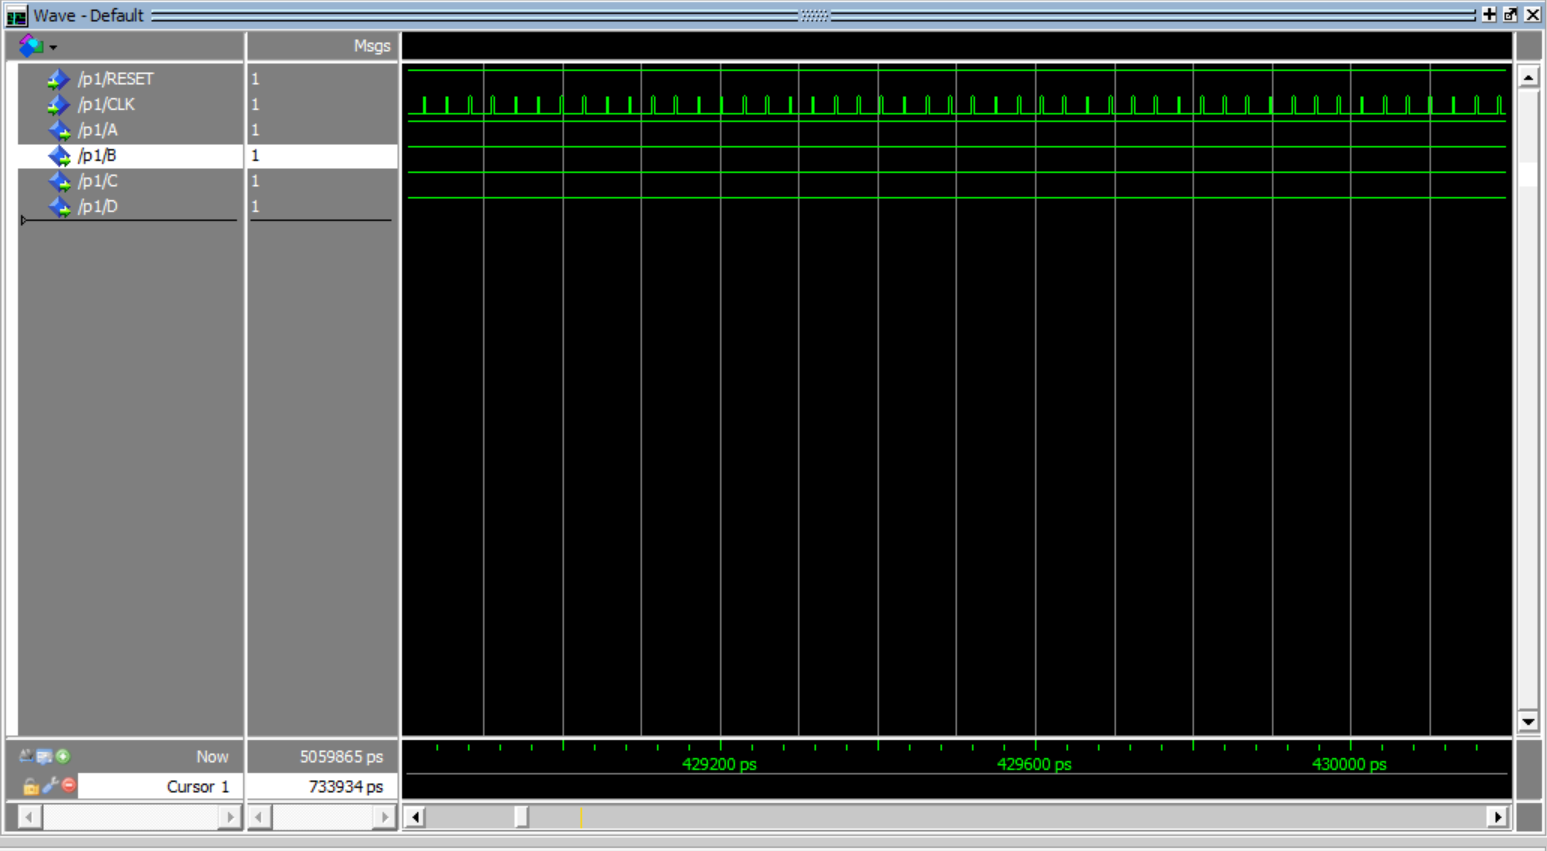 Wave - Default
Msgs
/p1/RESET 1
/p1/CLK 1
/p1/A 1
/p1/B 1
/p1/C 1
/p1/D 1
Now 5059865 ps
429200 ps 429600 ps 430000 ps
Cursor 1 733934 ps